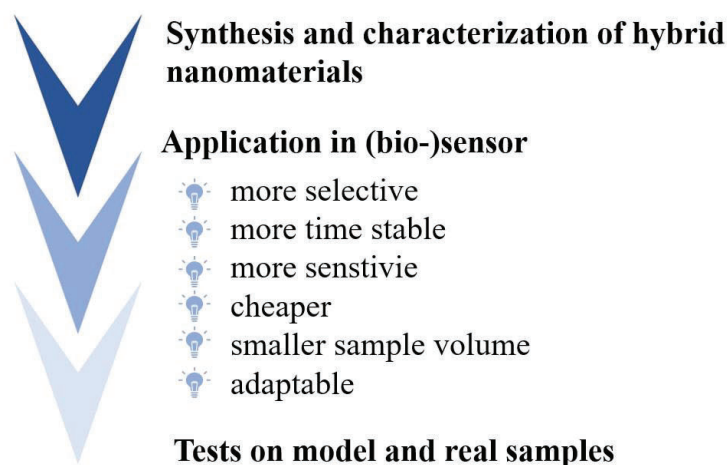 Synthesis and characterization of hybrid
nanomaterials
Application in (bio-)sensor
more selective
more time stable
more senstivie
cheaper
smaller sample volume
adaptable
Tests on model and real samples